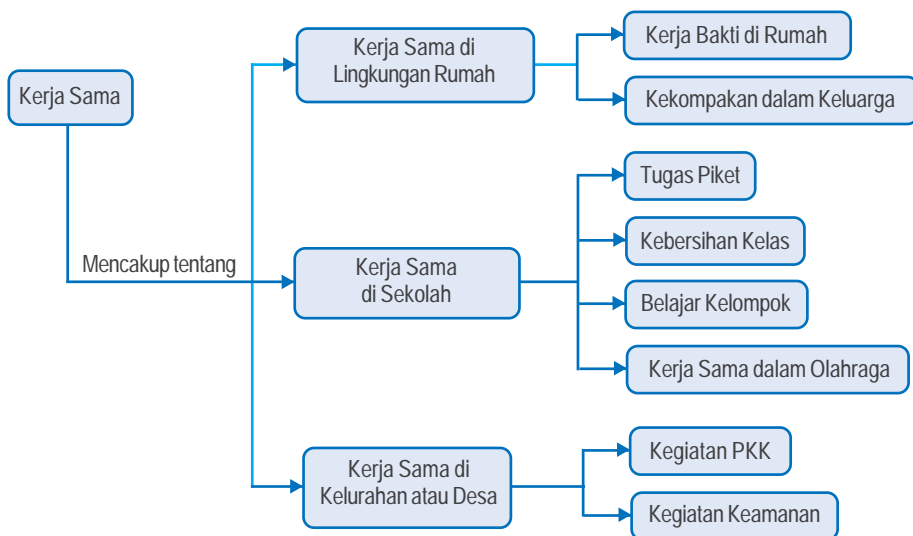 Kerja Sama
Mencakup tentang
Kerja Sama di
Lingkungan Rumah
Kerja Bakti di Rumah
Kekompakan dalam Keluarga
Kerja Sama
di Sekolah
Tugas Piket
Kebersihan Kelas
Belajar Kelompok
Kerja Sama dalam Olahraga
Kerja Sama di
Kelurahan atau Desa
Kegiatan PKK
Kegiatan Keamanan